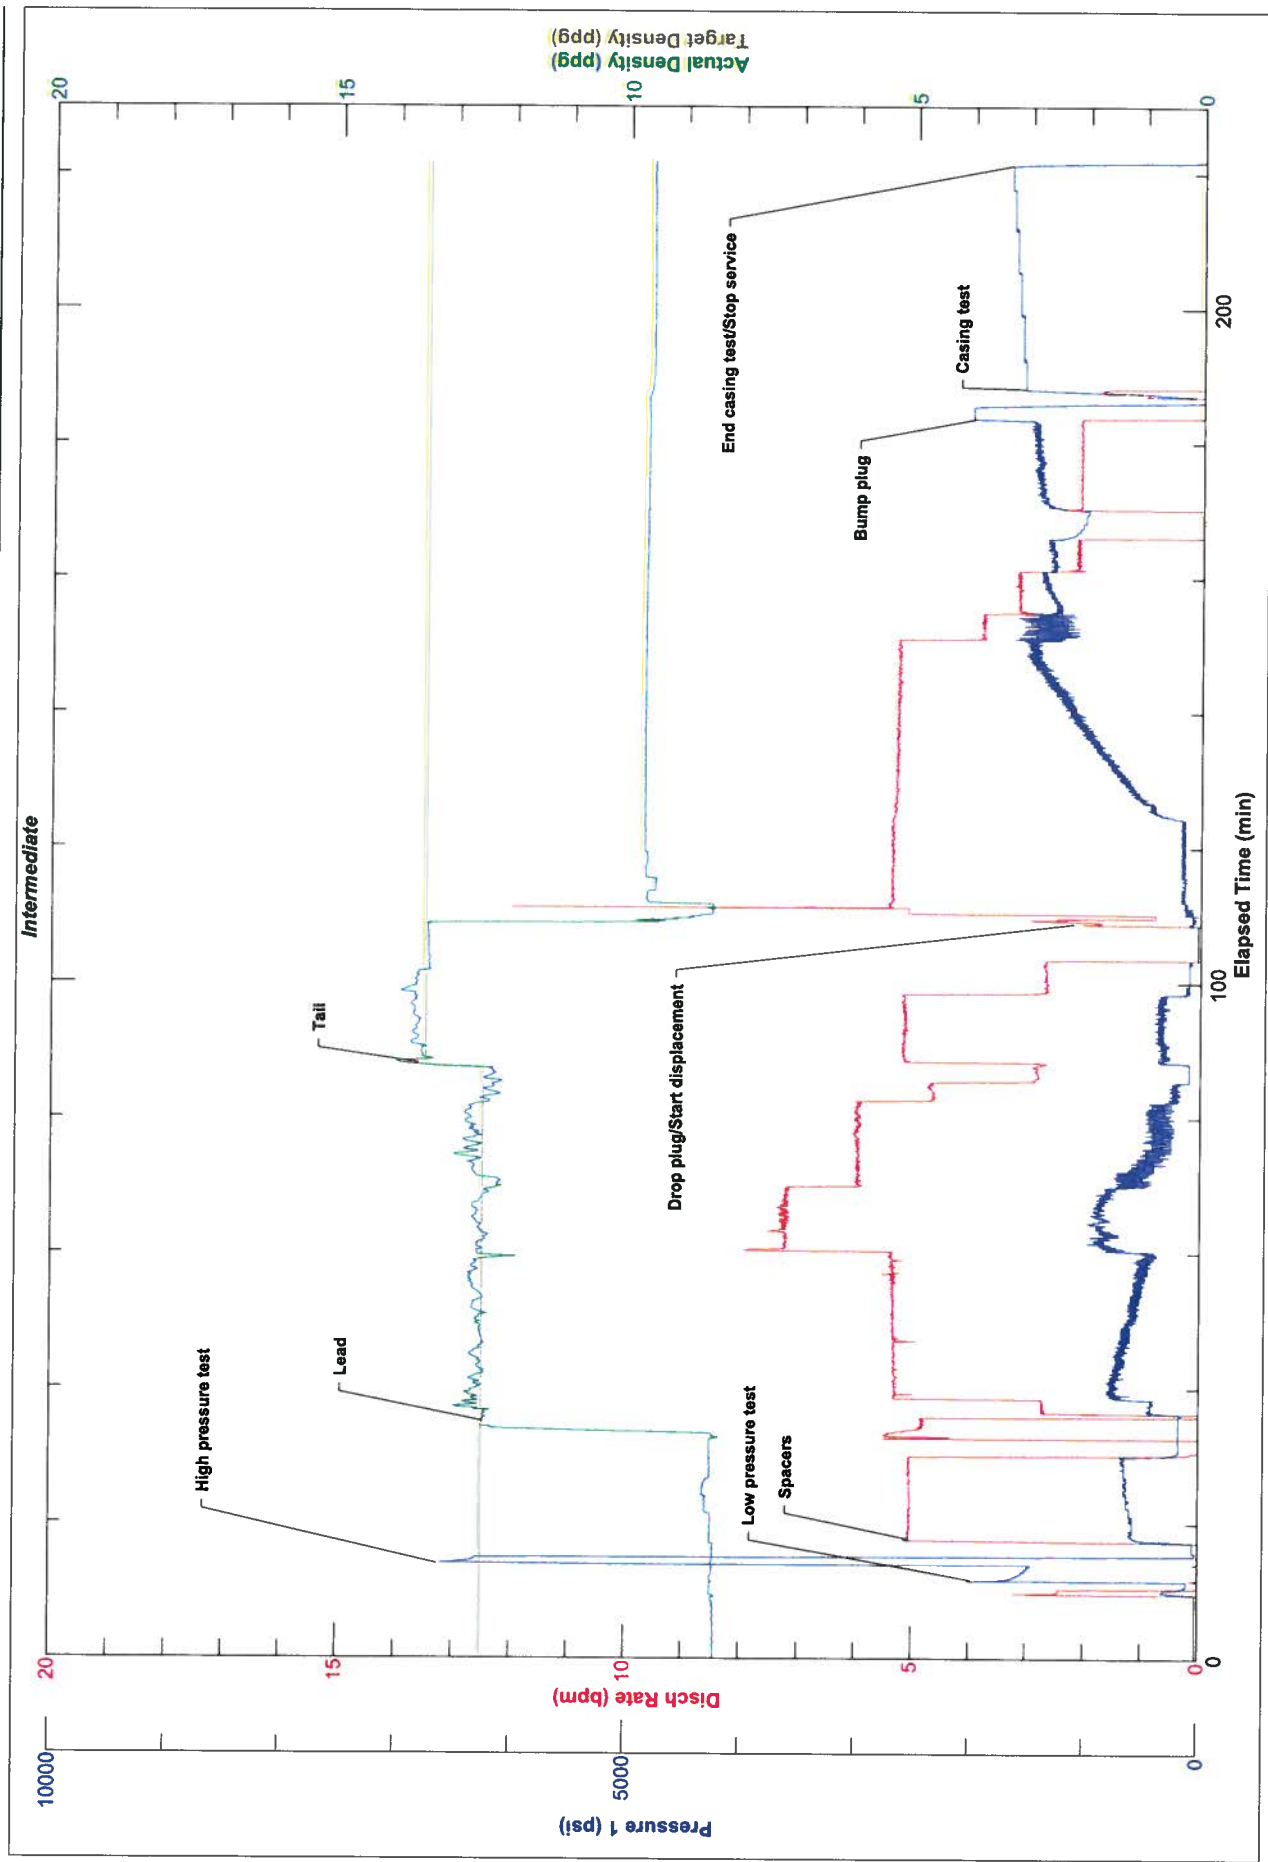 Intermediate
Pressure 1 (psi)
10000
5000
0
Disch Rate (bpm)
20
15
10
5
0
Actual Density (ppg)
Target Density (ppg)
20
15
10
5
0
High pressure test
Lead
Tail
Low pressure test
Spacers
Drop plug/Start displacement
Bump plug
End casing test/Stop service
Casing test
0
100
200
Elapsed Time (min)